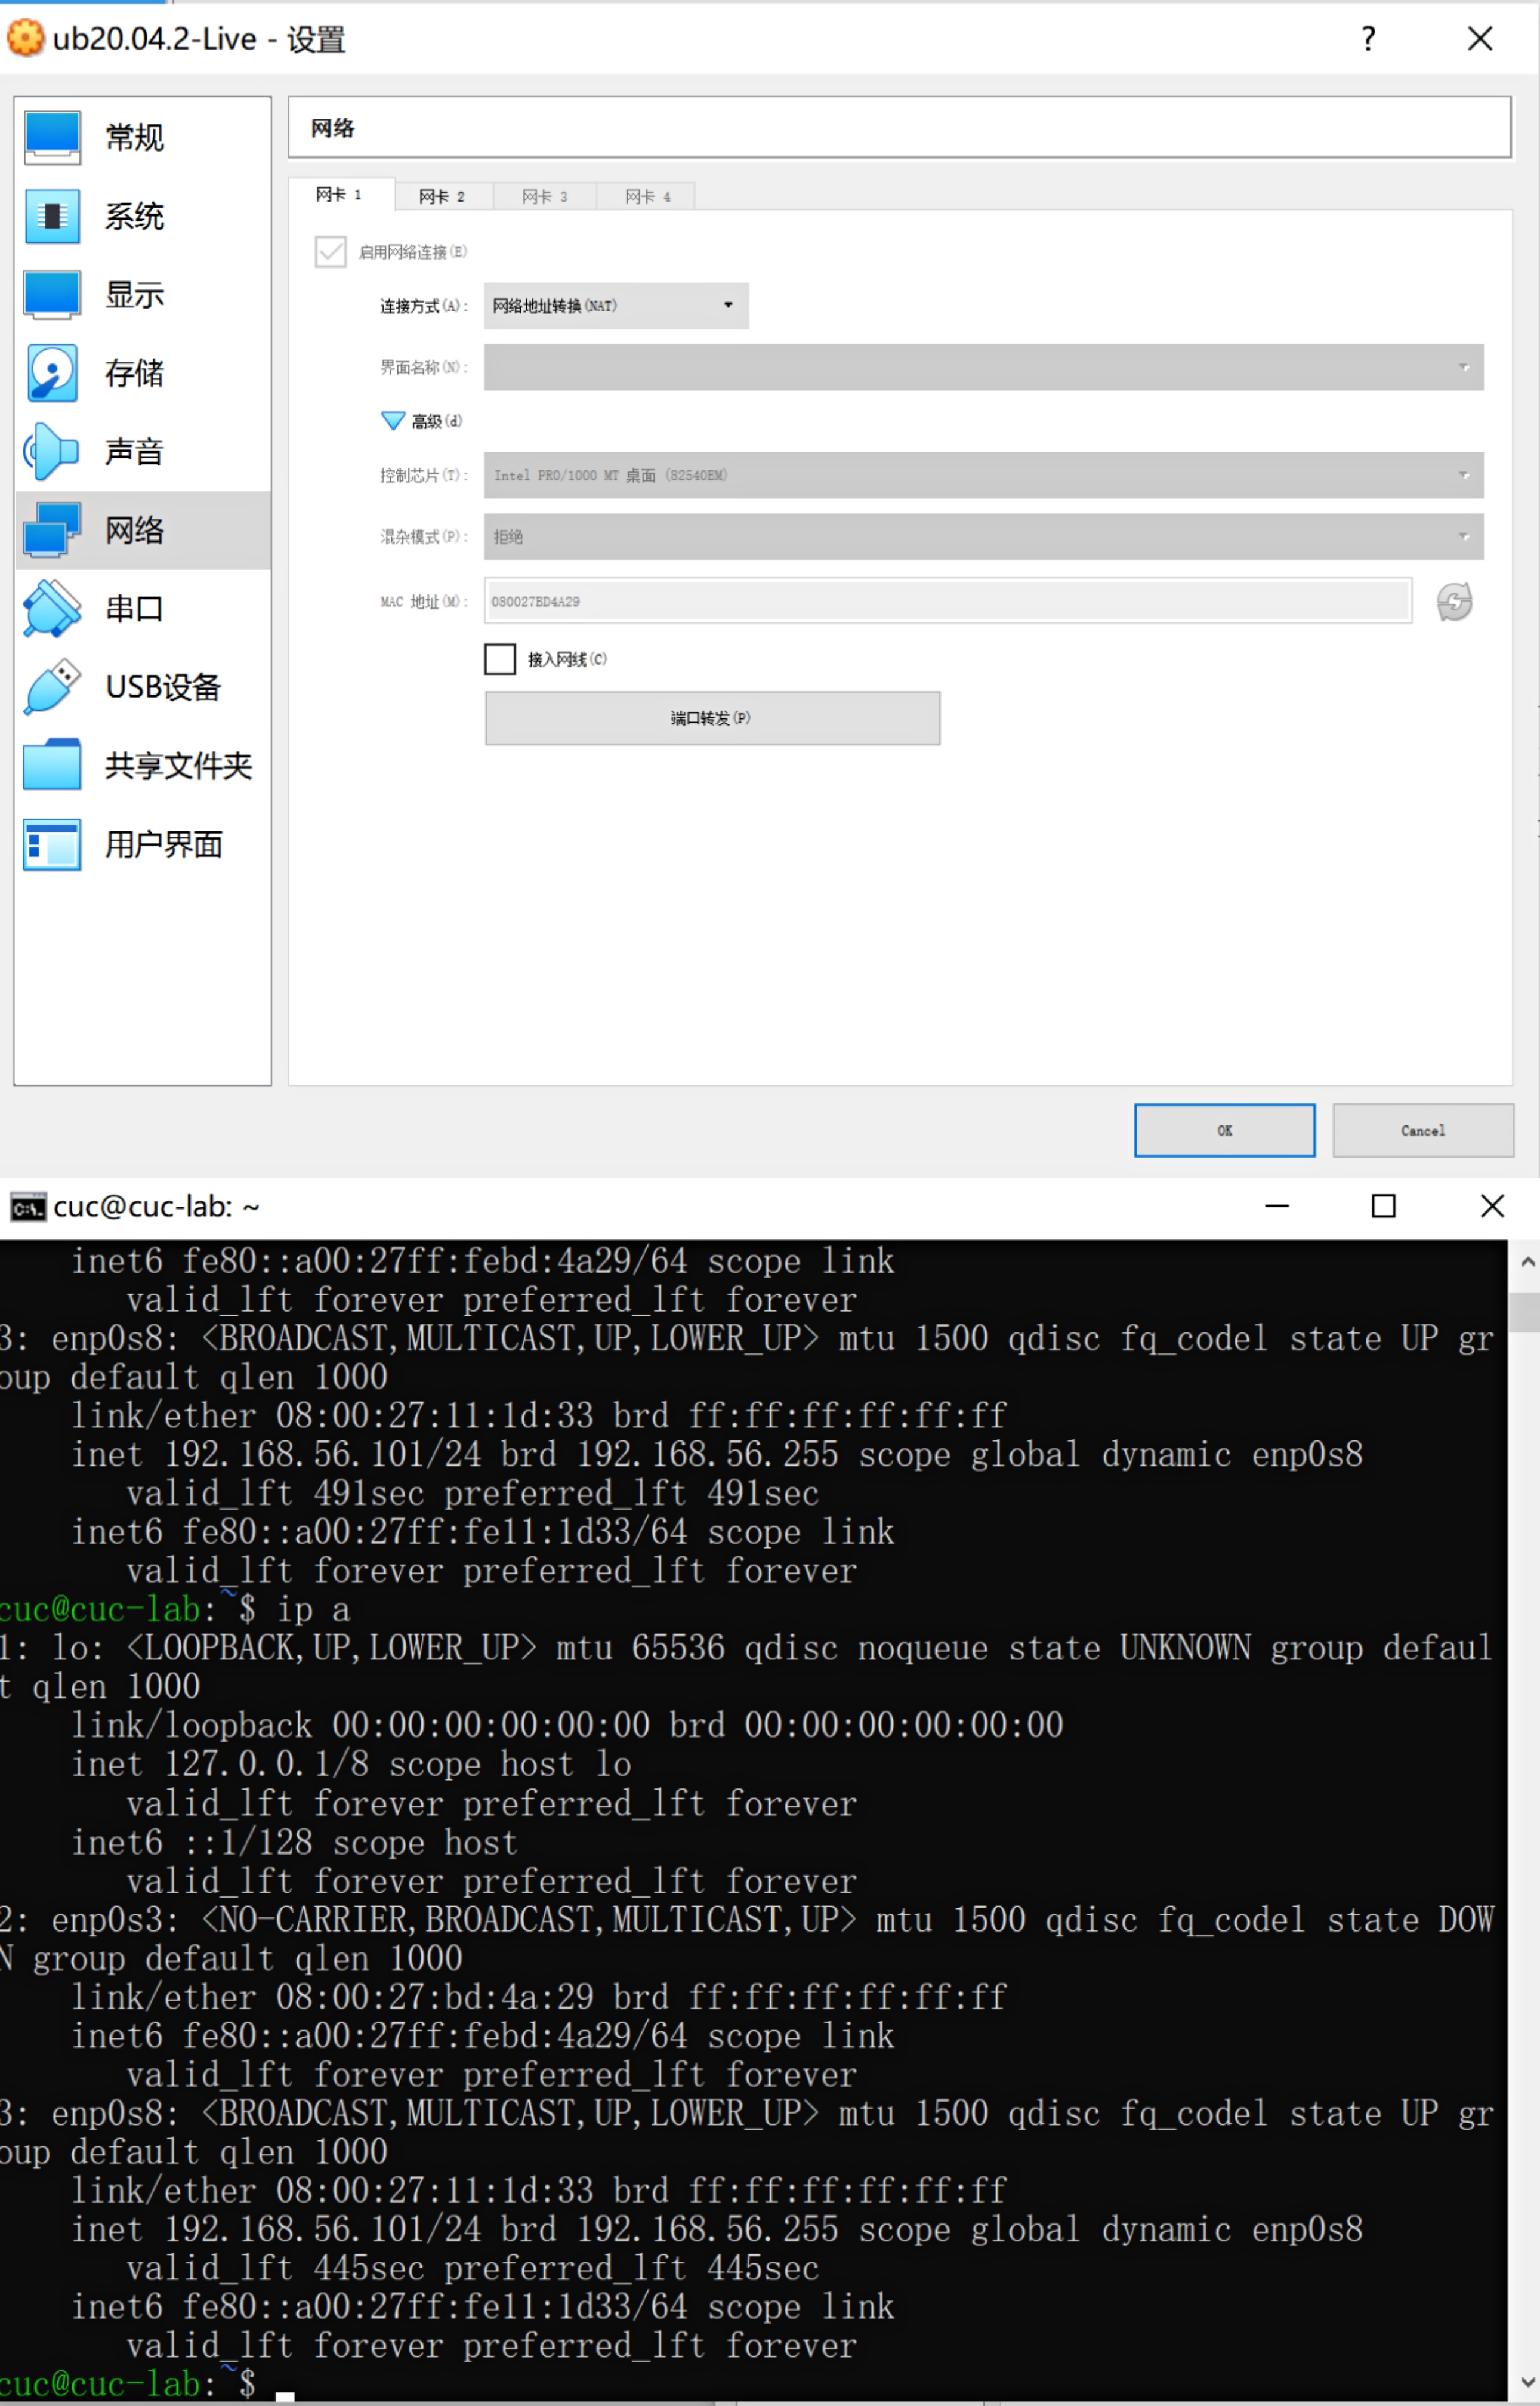 ub20.04.2-Live - 设置
?
常规
系统
显示
存储
声音
网络
串口
USB设备
共享文件夹
用户界面
网络
网卡 1
网卡 2
网卡 3
网卡 4
启用网络连接(E)
连接方式(A): 网络地址转换(NAT)
界面名称(N):
高级(d)
控制芯片(T): Intel PRO/1000 MT 桌面 (82540EM)
混杂模式(P): 拒绝
MAC 地址(M): 080027BD4A29
接入网线(C)
端口转发(P)
OK
Cancel
C:\.
cuc@cuc-lab: ~
inet6 fe80::a00:27ff:febd:4a29/64 scope link
valid_lft forever preferred_lft forever
3: enp0s8: <BROADCAST,MULTICAST,UP,LOWER_UP> mtu 1500 qdisc fq_codel state UP gr
oup default qlen 1000
link/ether 08:00:27:11:1d:33 brd ff:ff:ff:ff:ff:ff
inet 192.168.56.101/24 brd 192.168.56.255 scope global dynamic enp0s8
valid_lft 491sec preferred_lft 491sec
inet6 fe80::a00:27ff:fe11:1d33/64 scope link
valid_lft forever preferred_lft forever
cuc@cuc-lab:~$ ip a
1: lo: <LOOPBACK,UP,LOWER_UP> mtu 65536 qdisc noqueue state UNKNOWN group defaul
t qlen 1000
link/loopback 00:00:00:00:00:00 brd 00:00:00:00:00:00
inet 127.0.0.1/8 scope host lo
valid_lft forever preferred_lft forever
inet6 ::1/128 scope host
valid_lft forever preferred_lft forever
2: enp0s3: <NO-CARRIER,BROADCAST,MULTICAST,UP> mtu 1500 qdisc fq_codel state DOW
N group default qlen 1000
link/ether 08:00:27:bd:4a:29 brd ff:ff:ff:ff:ff:ff
inet6 fe80::a00:27ff:febd:4a29/64 scope link
valid_lft forever preferred_lft forever
3: enp0s8: <BROADCAST,MULTICAST,UP,LOWER_UP> mtu 1500 qdisc fq_codel state UP gr
oup default qlen 1000
link/ether 08:00:27:11:1d:33 brd ff:ff:ff:ff:ff:ff
inet 192.168.56.101/24 brd 192.168.56.255 scope global dynamic enp0s8
valid_lft 445sec preferred_lft 445sec
inet6 fe80::a00:27ff:fe11:1d33/64 scope link
valid_lft forever preferred_lft forever
cuc@cuc-lab:~$